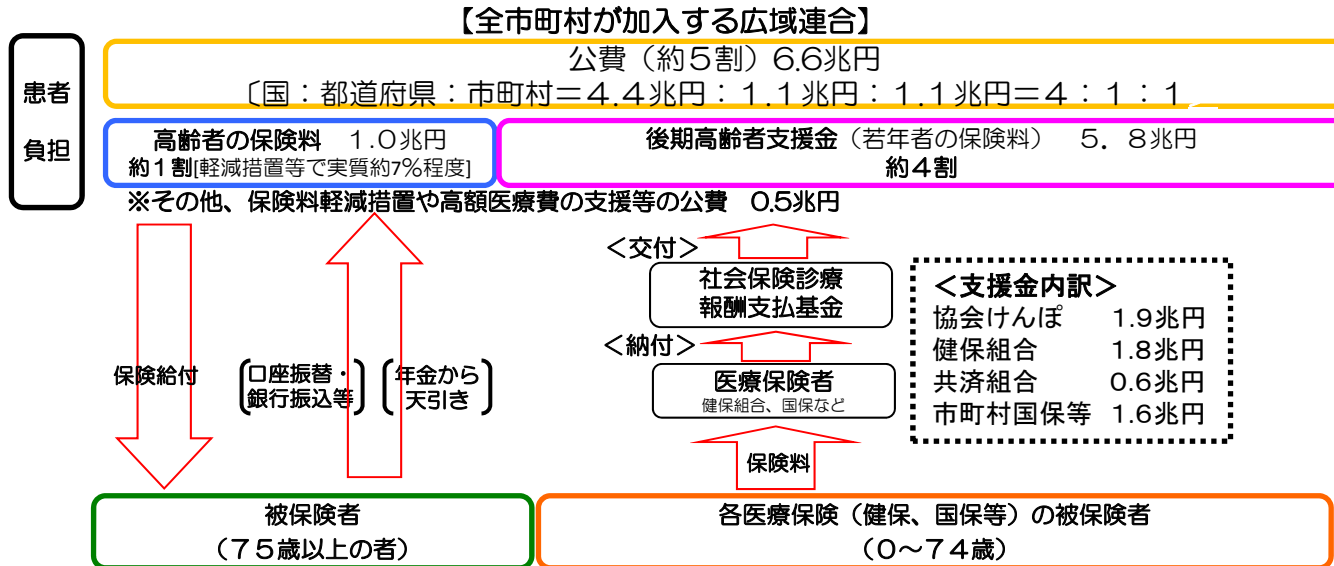 【全市町村が加入する広域連合】
患者
負担
公費（約５割）６.６兆円
〔国：都道府県：市町村＝４.４兆円：１.１兆円：１.１兆円＝４：１：１
高齢者の保険料　１.０兆円
約１割[軽減措置等で実質約7%程度]
後期高齢者支援金（若年者の保険料）　５．８兆円
約４割
※その他、保険料軽減措置や高額医療費の支援等の公費　０.５兆円
＜交付＞
社会保険診療
報酬支払基金
＜納付＞
医療保険者
健保組合、国保など
保険料
＜支援金内訳＞
協会けんぽ　1.9兆円
健保組合　1.8兆円
共済組合　0.6兆円
市町村国保等　1.6兆円
保険給付
口座振替・
銀行振込等
年金から
天引き
被保険者
（７５歳以上の者）
各医療保険（健保、国保等）の被保険者
（０～７４歳）